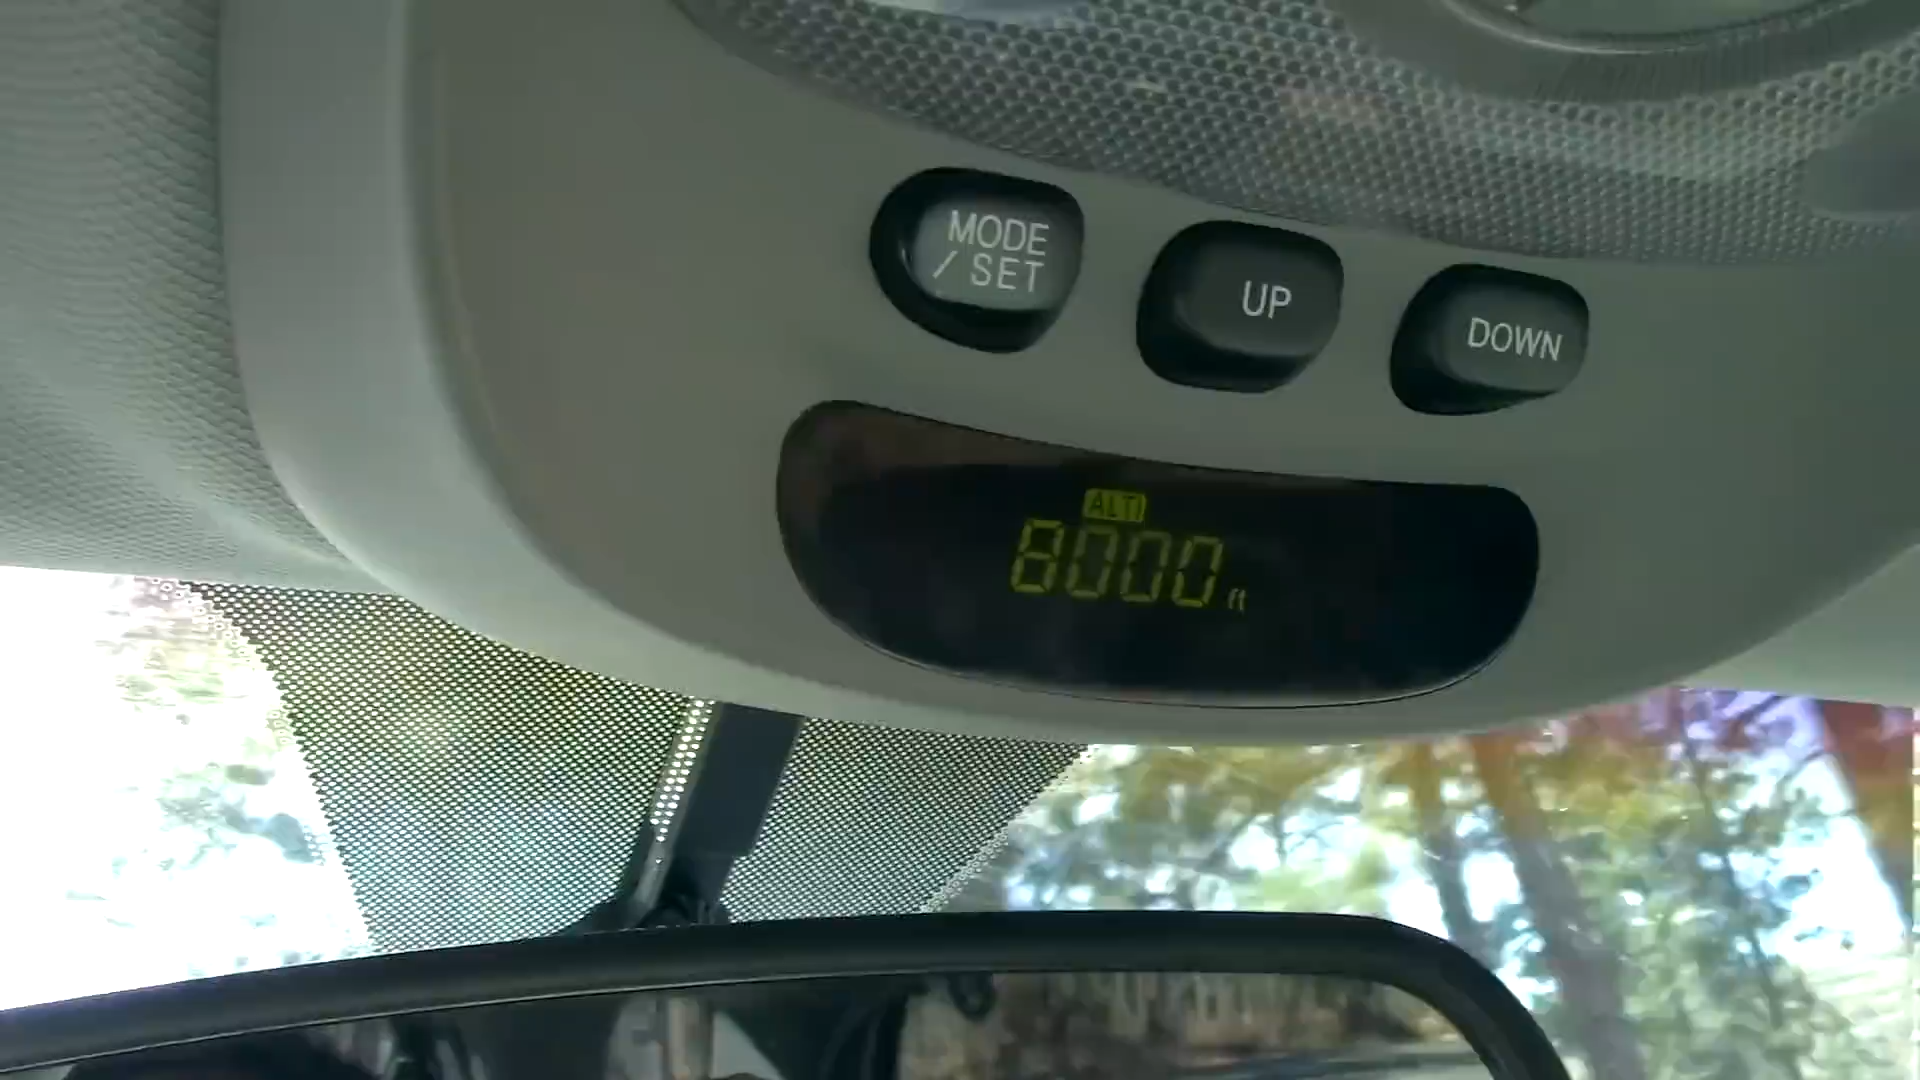 MODE
/ SET
UP
DOWN
ALTI
8000 ft